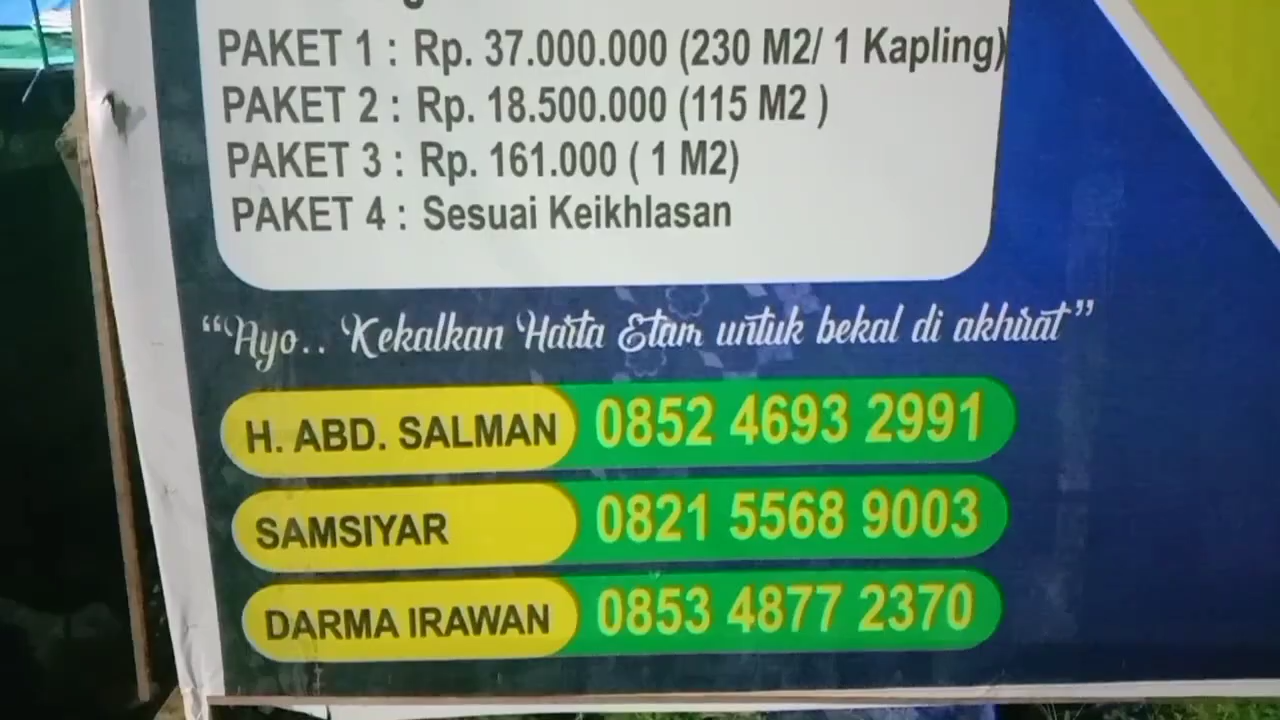 PAKET 1 : Rp. 37.000.000 (230 M2/ 1 Kapling)
PAKET 2 : Rp. 18.500.000 (115 M2 )
PAKET 3 : Rp. 161.000 ( 1 M2)
PAKET 4 : Sesuai Keikhlasan
“Ayo.. Kekalkan Harta Etam untuk bekal di akhirat”
H. ABD. SALMAN 0852 4693 2991
SAMSIYAR 0821 5568 9003
DARMA IRAWAN 0853 4877 2370